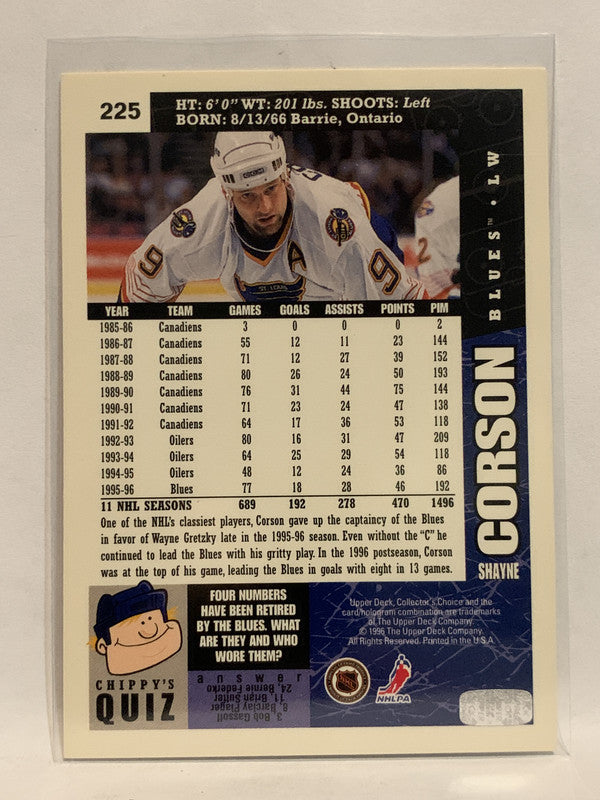 225
HT: 6'0" WT: 201 lbs. SHOOTS: Left
BORN: 8/13/66 Barrie, Ontario
BLUES™ • LW
SHAYNE CORSON
9
A
9
2
ST. LOUIS
YEAR TEAM GAMES GOALS ASSISTS POINTS PIM
1985-86 Canadiens 3 0 0 0 2
1986-87 Canadiens 55 12 11 23 144
1987-88 Canadiens 71 12 27 39 152
1988-89 Canadiens 80 26 24 50 193
1989-90 Canadiens 76 31 44 75 144
1990-91 Canadiens 71 23 24 47 138
1991-92 Canadiens 64 17 36 53 118
1992-93 Oilers 80 16 31 47 209
1993-94 Oilers 64 25 29 54 118
1994-95 Oilers 48 12 24 36 86
1995-96 Blues 77 18 28 46 192
11 NHL SEASONS 689 192 278 470 1496
One of the NHL's classiest players, Corson gave up the captaincy of the Blues
in favor of Wayne Gretzky late in the 1995-96 season. Even without the "C" he
continued to lead the Blues with his gritty play. In the 1996 postseason, Corson
was at the top of his game, leading the Blues in goals with eight in 13 games.
CHIPPY'S
QUIZ
FOUR NUMBERS
HAVE BEEN RETIRED
BY THE BLUES. WHAT
ARE THEY AND WHO
WORE THEM?
answer
3, Bob Gassoff
8, Barclay Plager
11, Brian Sutter
24, Bernie Federko
Upper Deck, Collector's Choice and the
card/hologram combination are trademarks
of The Upper Deck Company.
© 1996 The Upper Deck Company.
All Rights Reserved. Printed in the U.S.A.
NHL
NHLPA